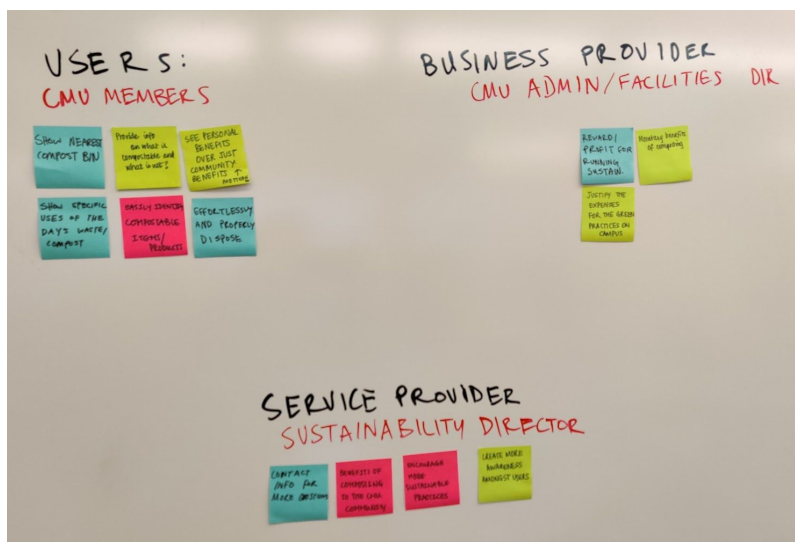 USERS:
CMU MEMBERS
SHOW NEAREST
COMPOST BIN
Provide info
on what is
compostable and
what is not?
SEE PERSONAL
BENEFITS
OVER JUST
COMMUNITY
BENEFITS ↑
SHOW SPECIFIC
USES OF THE
DAYS WASTE/
COMPOST
EASILY IDENTIFY
COMPOSTABLE
ITEMS/
PRODUCTS
EFFORTLESSLY
AND PROPERLY
DISPOSE
BUSINESS PROVIDER
CMU ADMIN/FACILITIES DIR
REWARD/
PROFIT FOR
RUNNING
SUSTAIN.
Monetary benefits
of composting
JUSTIFY THE
EXPENSES
FOR THE GREEN
PRACTICES ON
CAMPUS
SERVICE PROVIDER
SUSTAINABILITY DIRECTOR
CONTACT
INFO FOR
MORE QUESTIONS
BENEFITS OF
COMPOSING
TO THE CMU
COMMUNITY
ENCOURAGE
MORE
SUSTAINABLE
PRACTICES
CREATE MORE
AWARENESS
AMONGST USERS